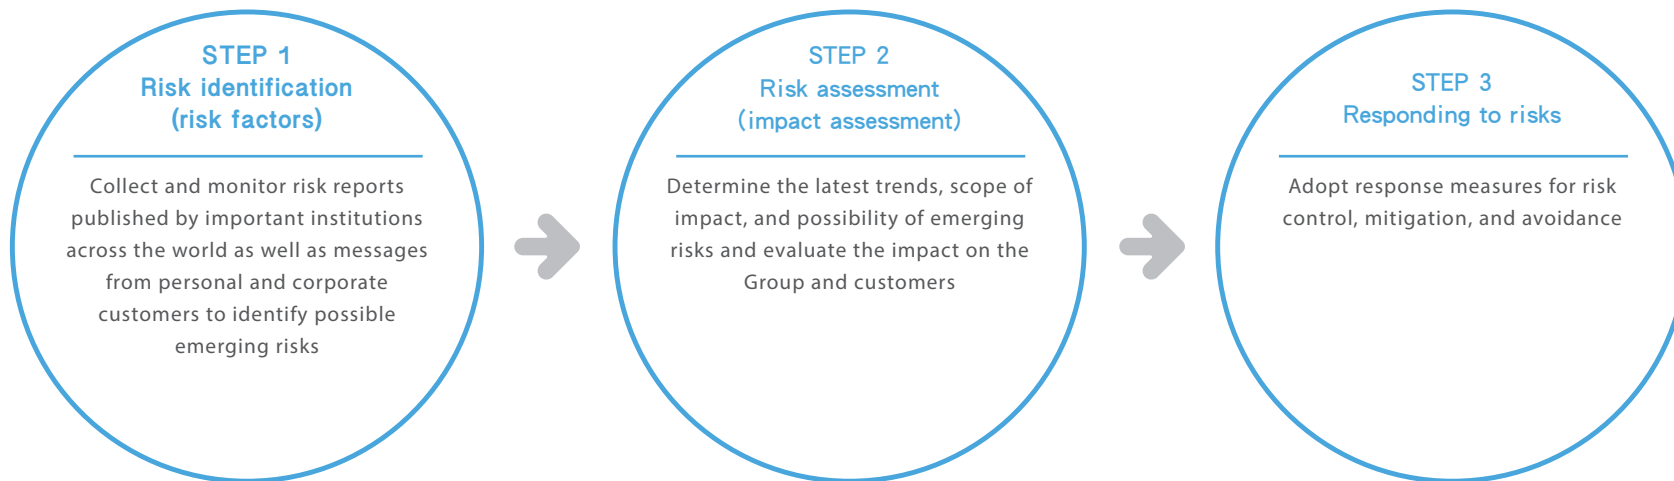 STEP 1
Risk identification
(risk factors)
Collect and monitor risk reports
published by important institutions
across the world as well as messages
from personal and corporate
customers to identify possible
emerging risks
STEP 2
Risk assessment
(impact assessment)
Determine the latest trends, scope of
impact, and possibility of emerging
risks and evaluate the impact on the
Group and customers
STEP 3
Responding to risks
Adopt response measures for risk
control, mitigation, and avoidance